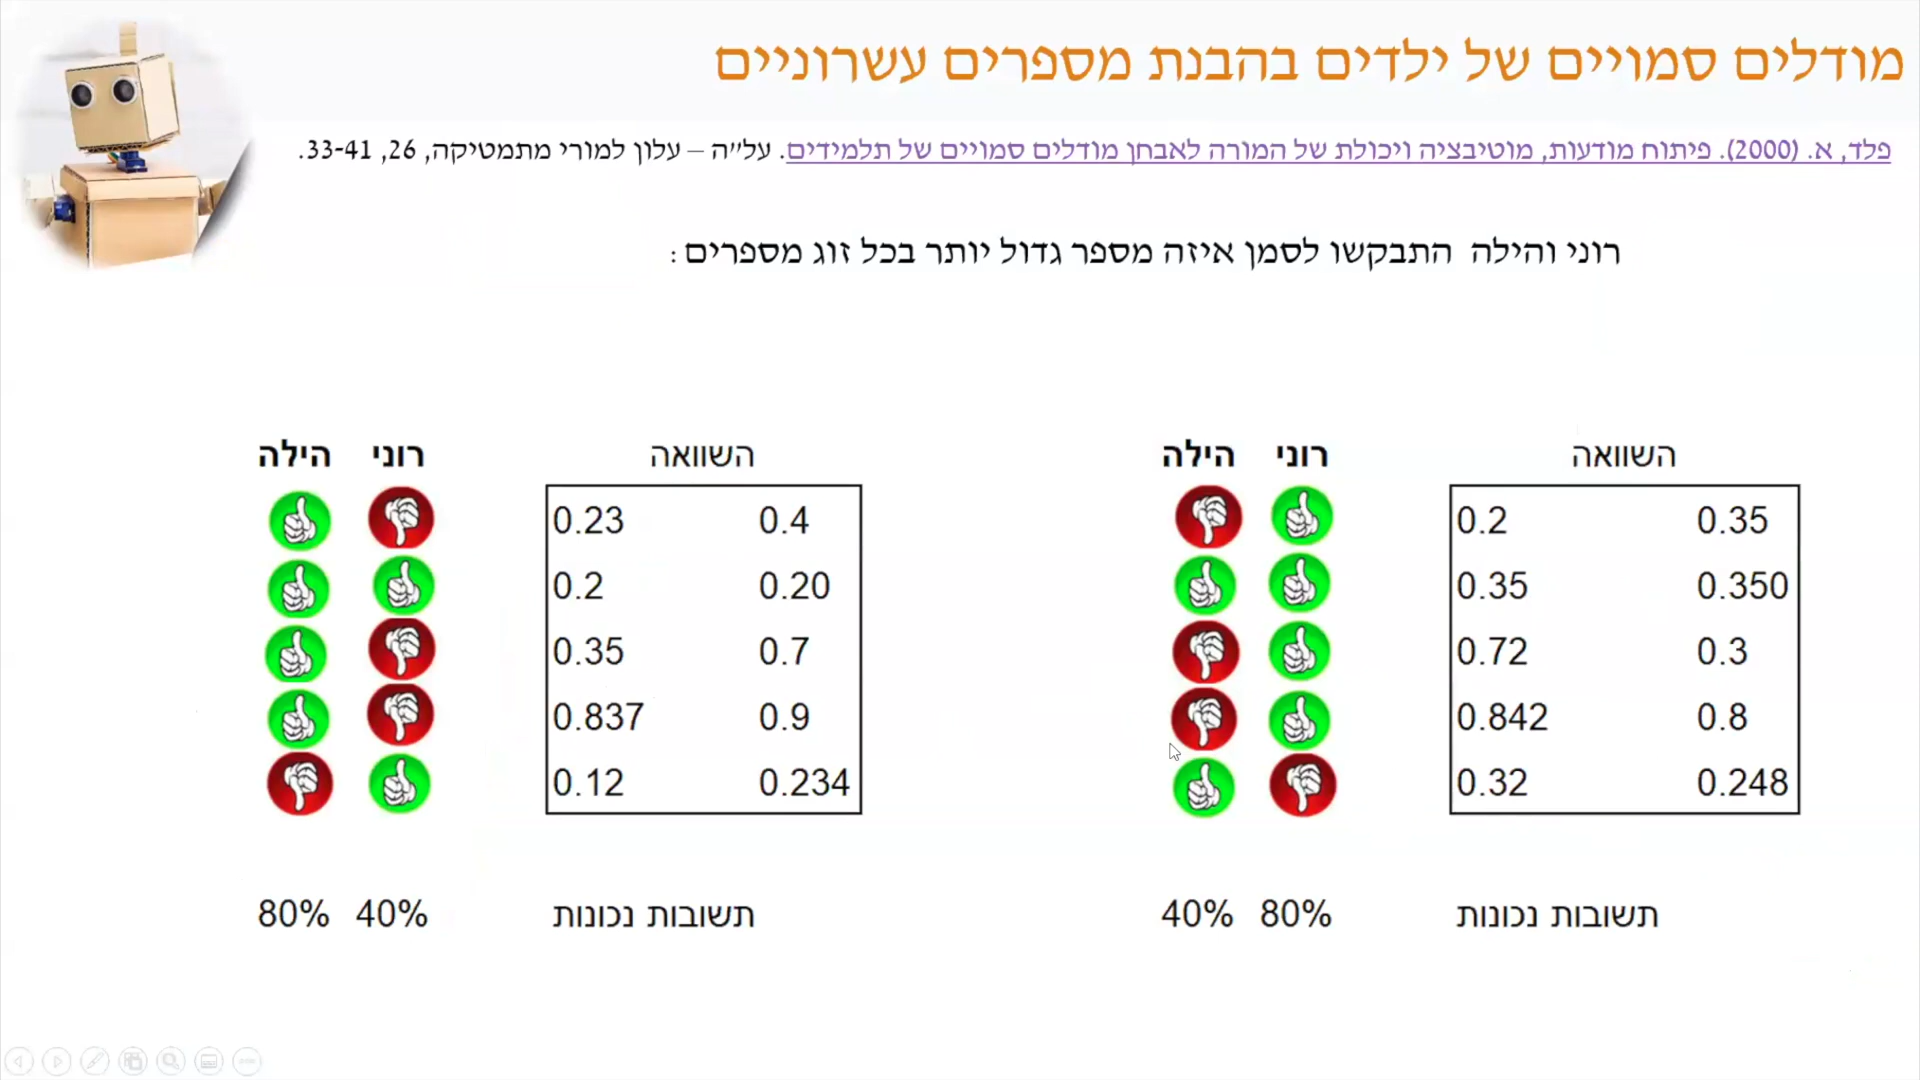 מודלים סמויים של ילדים בהבנת מספרים עשרוניים
פלד, א. (2000). פיתוח מודעות, מוטיבציה ויכולת של המורה לאבחן מודלים סמויים של תלמידים. על״ה – עלון למורי מתמטיקה, 26, 33-41.
רוני והילה התבקשו לסמן איזה מספר גדול יותר בכל זוג מספרים :
השוואה רוני הילה
0.2 0.35
0.35 0.350
0.72 0.3
0.842 0.8
0.32 0.248
תשובות נכונות 80% 40%
השוואה רוני הילה
0.23 0.4
0.2 0.20
0.35 0.7
0.837 0.9
0.12 0.234
תשובות נכונות 40% 80%